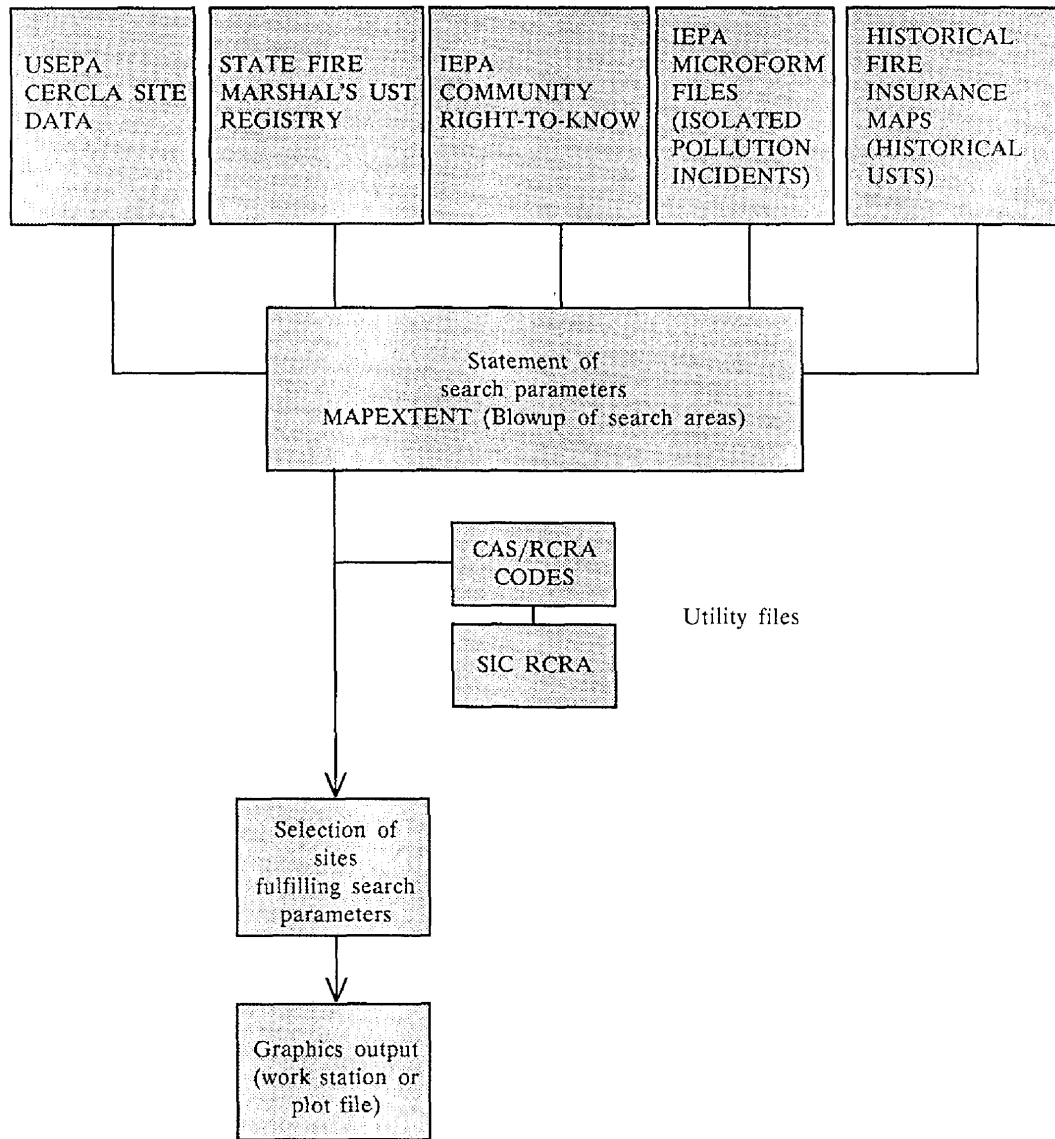 USEPA
CERCLA SITE
DATA
STATE FIRE
MARSHAL'S UST
REGISTRY
IEPA
COMMUNITY
RIGHT-TO-KNOW
IEPA
MICROFORM
FILES
(ISOLATED
POLLUTION
INCIDENTS)
HISTORICAL
FIRE
INSURANCE
MAPS
(HISTORICAL
USTS)
Statement of
search parameters
MAPEXTENT (Blowup of search areas)
CAS/RCRA
CODES
SIC RCRA
Utility files
Selection of
sites
fulfilling search
parameters
Graphics output
(work station or
plot file)